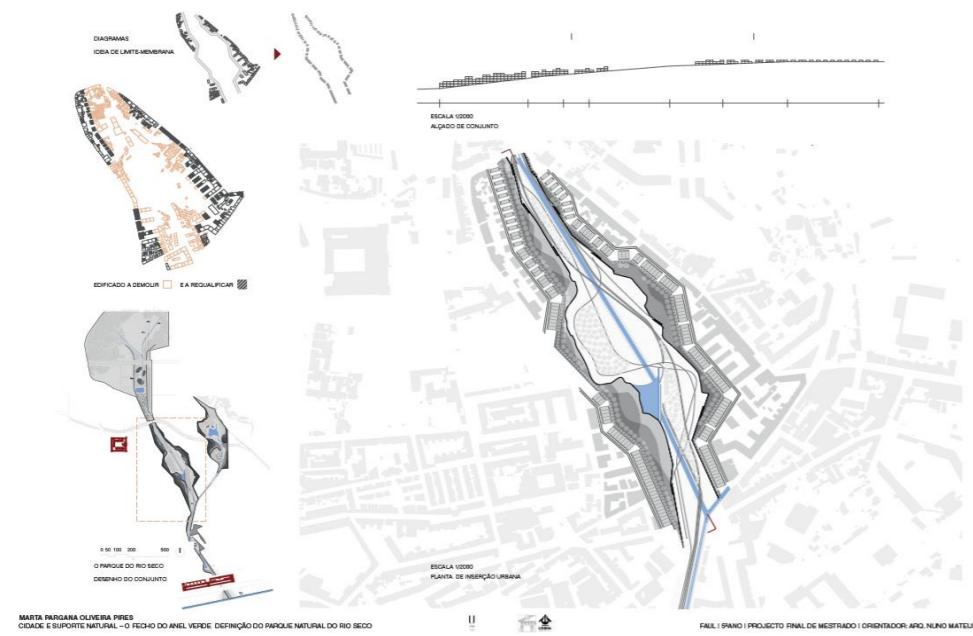 DIAGRAMAS
IDEIA DE LIMITE-MEMBRANA
ESCALA 1/2000
ALÇADO DE CONJUNTO
EDIFICADO A DEMOLIR E A REQUALIFICAR
0 50 100 200 500
O PARQUE DO RIO SECO
DESENHO DO CONJUNTO
ESCALA 1/2000
PLANTA DE INSERÇÃO URBANA
MARTA PARGANA OLIVEIRA PIRES
CIDADE E SUPORTE NATURAL – O FECHO DO ANEL VERDE DEFINIÇÃO DO PARQUE NATURAL DO RIO SECO
FAUL | 5ºANO | PROJECTO FINAL DE MESTRADO | ORIENTADOR: ARQ. NUNO MATEU